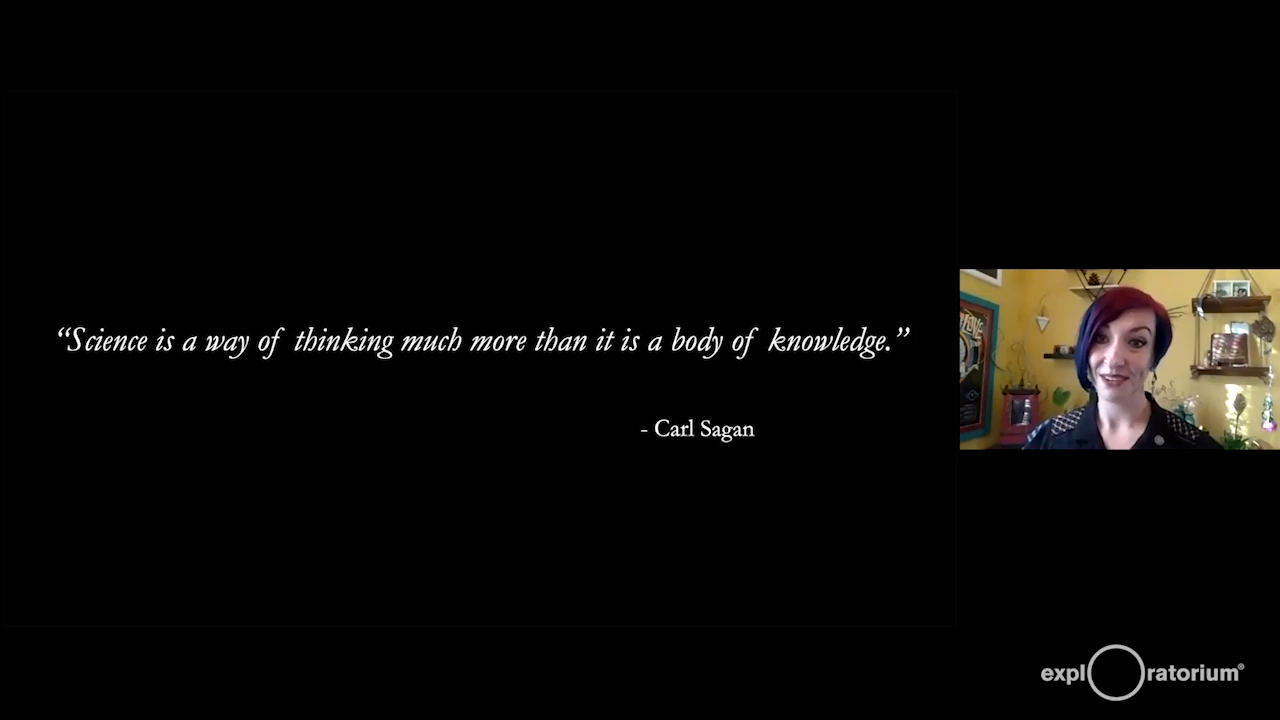 “Science is a way of thinking much more than it is a body of knowledge.”
- Carl Sagan
explOratorium®